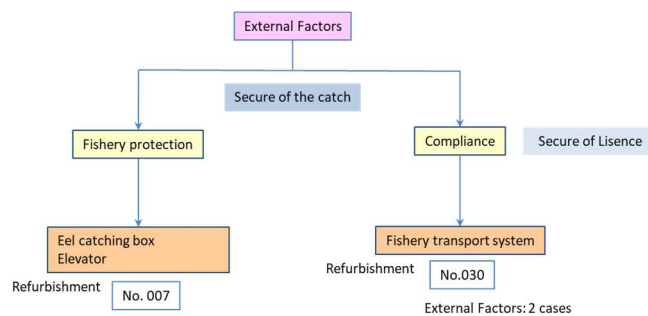 External Factors
Secure of the catch
Fishery protection
Compliance
Secure of Lisence
Eel catching box
Elevator
Fishery transport system
Refurbishment
No. 007
Refurbishment
No.030
External Factors: 2 cases